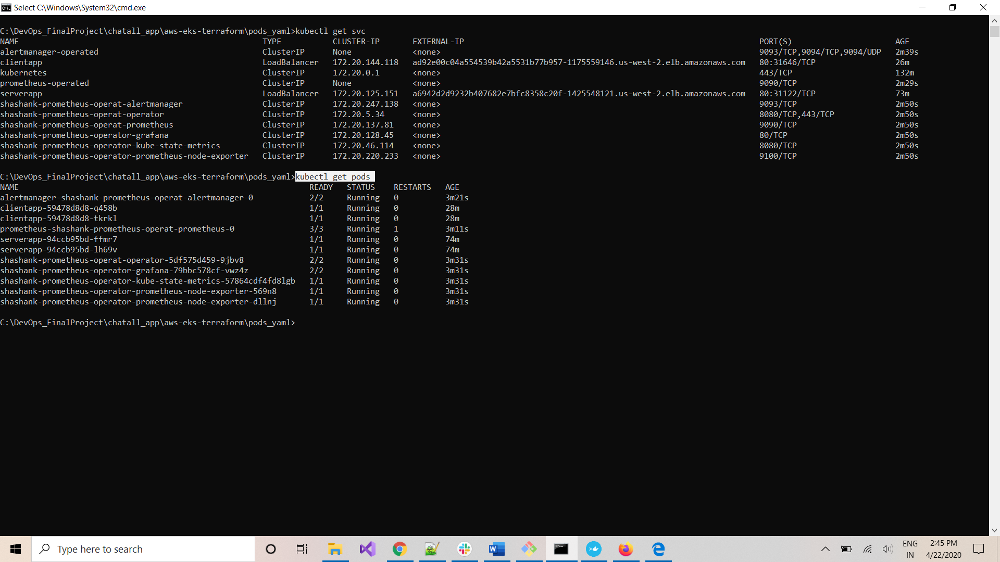 Select C:\Windows\System32\cmd.exe
C:\DevOps_FinalProject\chatall_app\aws-eks-terraform\pods_yaml>kubectl get svc
NAME TYPE CLUSTER-IP EXTERNAL-IP PORT(S) AGE
alertmanager-operated ClusterIP None <none> 9093/TCP,9094/TCP,9094/UDP 2m39s
clientapp LoadBalancer 172.20.144.118 ad92e00c04a554539b42a5531b77b957-1175559146.us-west-2.elb.amazonaws.com 80:31646/TCP 26m
kubernetes ClusterIP 172.20.0.1 <none> 443/TCP 132m
prometheus-operated ClusterIP None <none> 9090/TCP 2m29s
serverapp LoadBalancer 172.20.125.151 a6942d2d9232b407682e7bfc8358c20f-1425548121.us-west-2.elb.amazonaws.com 80:31122/TCP 73m
shashank-prometheus-operat-alertmanager ClusterIP 172.20.247.138 <none> 9093/TCP 2m50s
shashank-prometheus-operat-operator ClusterIP 172.20.5.34 <none> 8080/TCP,443/TCP 2m50s
shashank-prometheus-operat-prometheus ClusterIP 172.20.137.81 <none> 9090/TCP 2m50s
shashank-prometheus-operator-grafana ClusterIP 172.20.128.45 <none> 80/TCP 2m50s
shashank-prometheus-operator-kube-state-metrics ClusterIP 172.20.46.114 <none> 8080/TCP 2m50s
shashank-prometheus-operator-prometheus-node-exporter ClusterIP 172.20.220.233 <none> 9100/TCP 2m50s
C:\DevOps_FinalProject\chatall_app\aws-eks-terraform\pods_yaml>kubectl get pods
NAME READY STATUS RESTARTS AGE
alertmanager-shashank-prometheus-operat-alertmanager-0 2/2 Running 0 3m21s
clientapp-59478d8d8-q458b 1/1 Running 0 28m
clientapp-59478d8d8-tkrkl 1/1 Running 0 28m
prometheus-shashank-prometheus-operat-prometheus-0 3/3 Running 1 3m11s
serverapp-94ccb95bd-ffmr7 1/1 Running 0 74m
serverapp-94ccb95bd-lh69v 1/1 Running 0 74m
shashank-prometheus-operat-operator-5df575d459-9jbv8 2/2 Running 0 3m31s
shashank-prometheus-operator-grafana-79bbc578cf-vwz4z 2/2 Running 0 3m31s
shashank-prometheus-operator-kube-state-metrics-57864cdf4fd8lgb 1/1 Running 0 3m31s
shashank-prometheus-operator-prometheus-node-exporter-569n8 1/1 Running 0 3m31s
shashank-prometheus-operator-prometheus-node-exporter-dllnj 1/1 Running 0 3m31s
C:\DevOps_FinalProject\chatall_app\aws-eks-terraform\pods_yaml>
Type here to search
ENG
IN
2:45 PM
4/22/2020